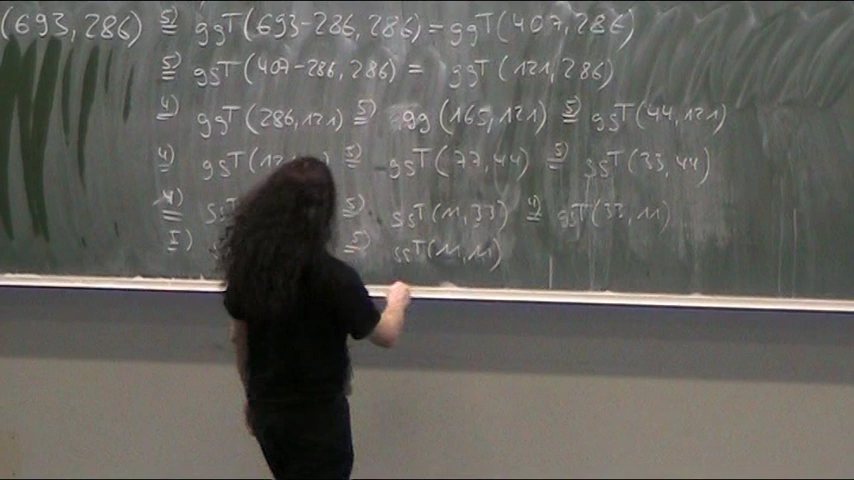 (693, 286) 5)= ggT(693-286, 286) = ggT(407, 286)
5)= ggT(407-286, 286) = ggT(121, 286)
4)= ggT(286, 121) 5)= gg(165, 121) 5)= ggT(44, 121)
4)= ggT(12 ) 5)= ggT(77, 44) 5)= ggT(33, 44)
4)= 5)= ggT(11, 33) 4)= ggT(33, 11)
5)= 5)= ggT(11, 11)